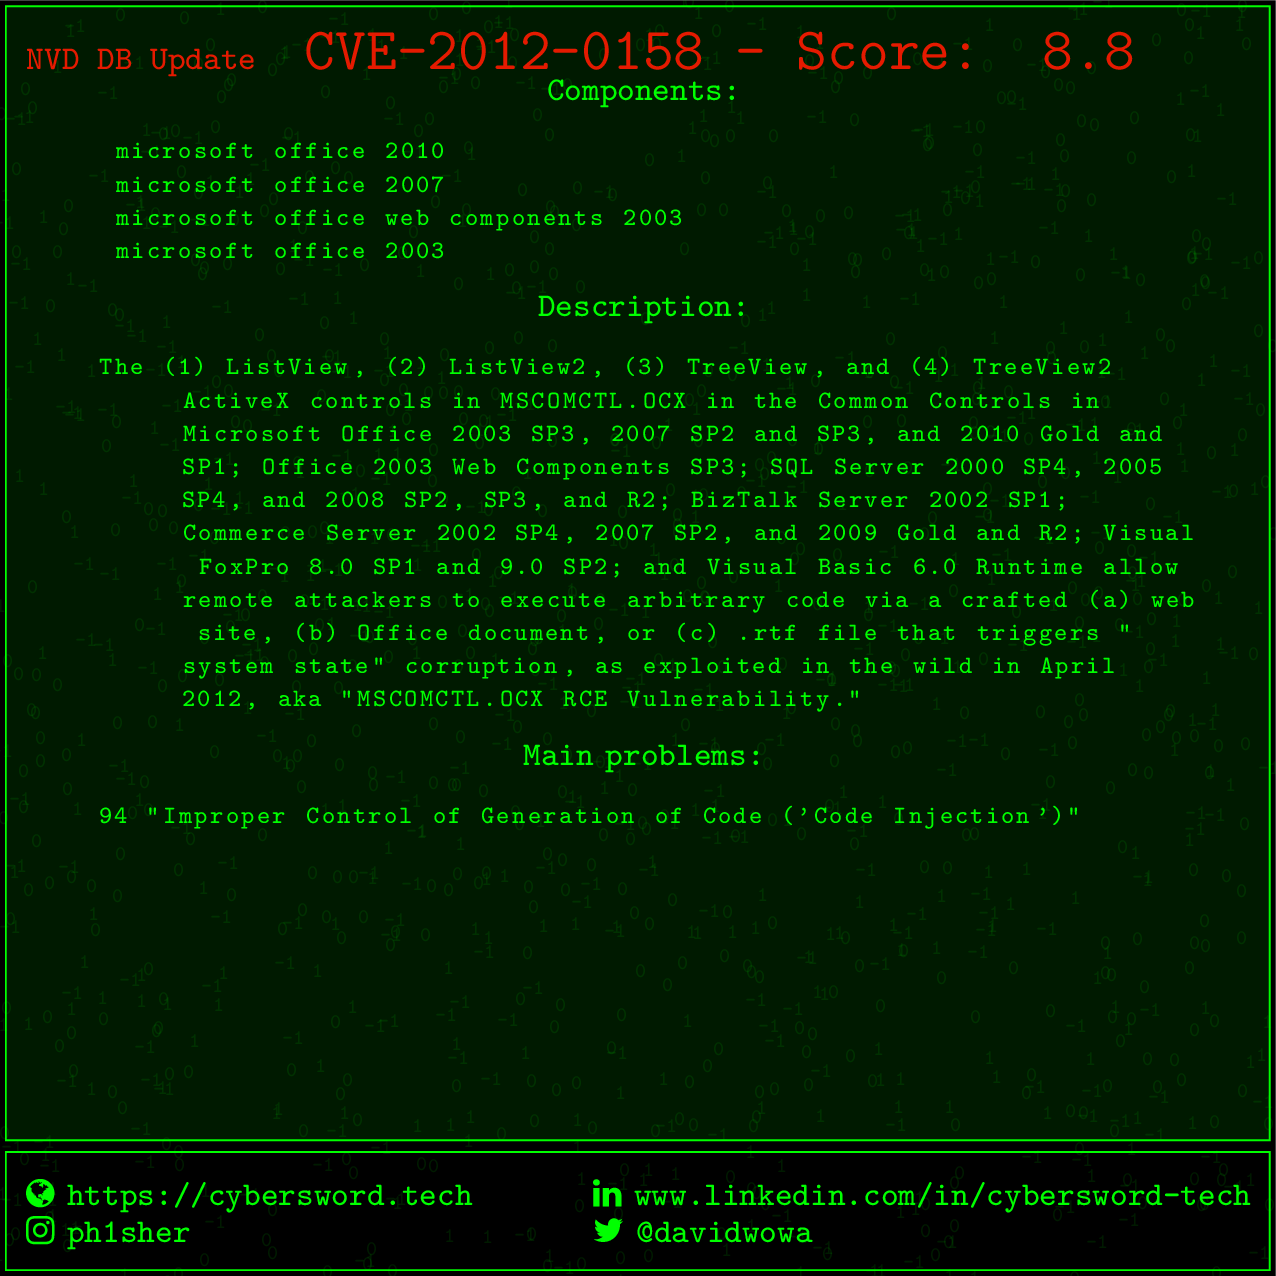 NVD DB Update CVE-2012-0158 - Score: 8.8
Components:
microsoft office 2010
microsoft office 2007
microsoft office web components 2003
microsoft office 2003
Description:
The (1) ListView, (2) ListView2, (3) TreeView, and (4) TreeView2
ActiveX controls in MSCOMCTL.OCX in the Common Controls in
Microsoft Office 2003 SP3, 2007 SP2 and SP3, and 2010 Gold and
SP1; Office 2003 Web Components SP3; SQL Server 2000 SP4, 2005
SP4, and 2008 SP2, SP3, and R2; BizTalk Server 2002 SP1;
Commerce Server 2002 SP4, 2007 SP2, and 2009 Gold and R2; Visual
FoxPro 8.0 SP1 and 9.0 SP2; and Visual Basic 6.0 Runtime allow
remote attackers to execute arbitrary code via a crafted (a) web
site, (b) Office document, or (c) .rtf file that triggers "
system state" corruption, as exploited in the wild in April
2012, aka "MSCOMCTL.OCX RCE Vulnerability."
Main problems:
94 "Improper Control of Generation of Code ('Code Injection')"
https://cybersword.tech
www.linkedin.com/in/cybersword-tech
ph1sher
@davidwowa